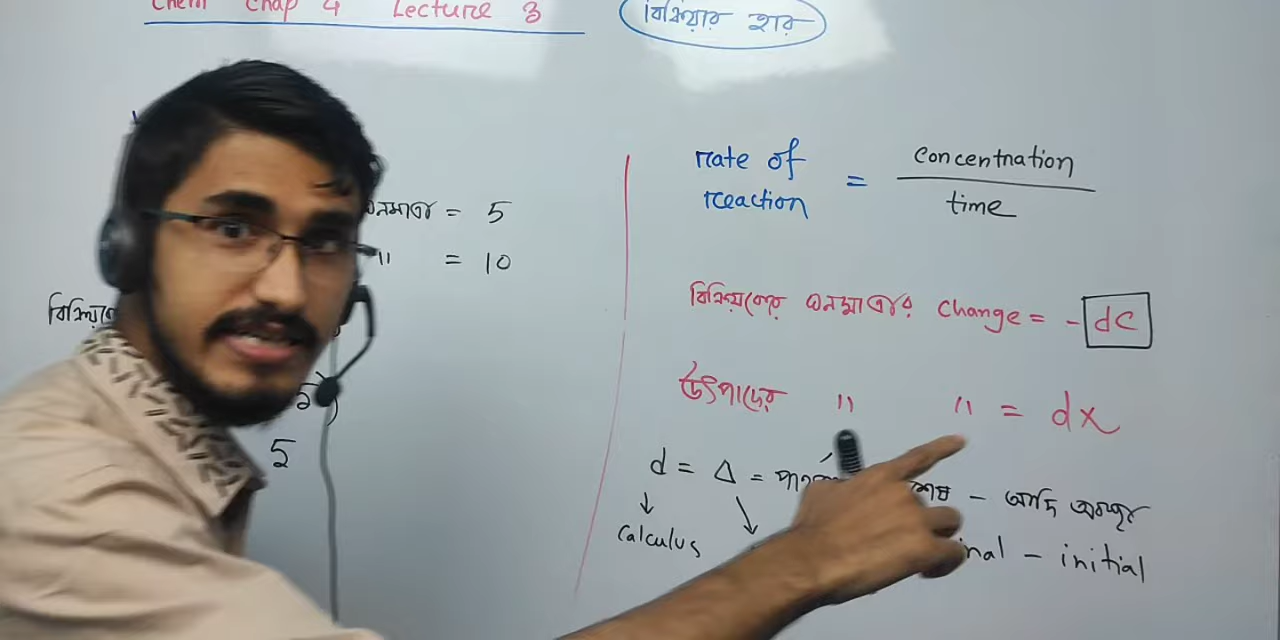 Chem Chap 4 Lecture 3
বিক্রিয়ার হার
= 5
" = 10
5
rate of reaction = concentration / time
বিক্রিয়কের ঘনমাত্রার change = - dc
উৎপাদের " " = dx
d = Δ = শেষ - আদি অবস্থা
calculus
- initial